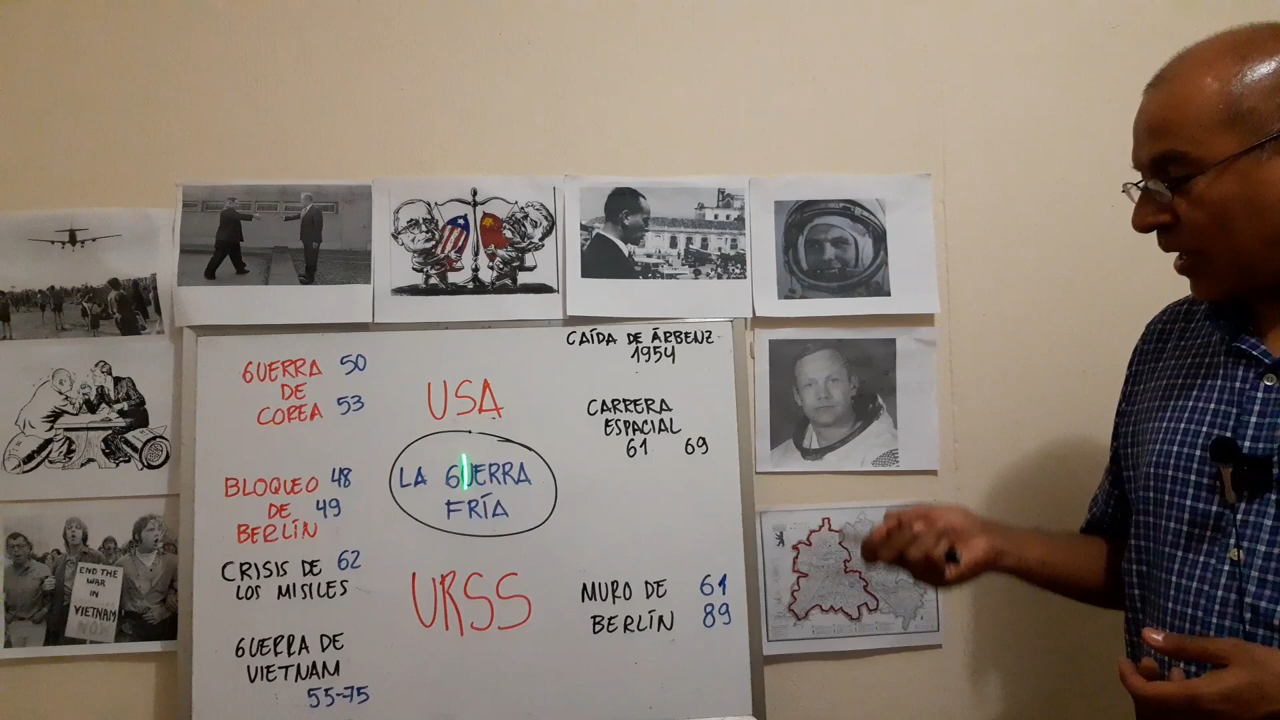 CAÍDA DE ÁRBENZ
1954
GUERRA 50
DE
COREA 53
USA
CARRERA
ESPACIAL
61 69
BLOQUEO 48
DE 49
BERLÍN
LA GUERRA
FRÍA
CRISIS DE 62
LOS MISILES
URSS
MURO DE 61
BERLÍN 89
GUERRA DE
VIETNAM
55-75
END THE
WAR
IN
VIETNAM
NOW